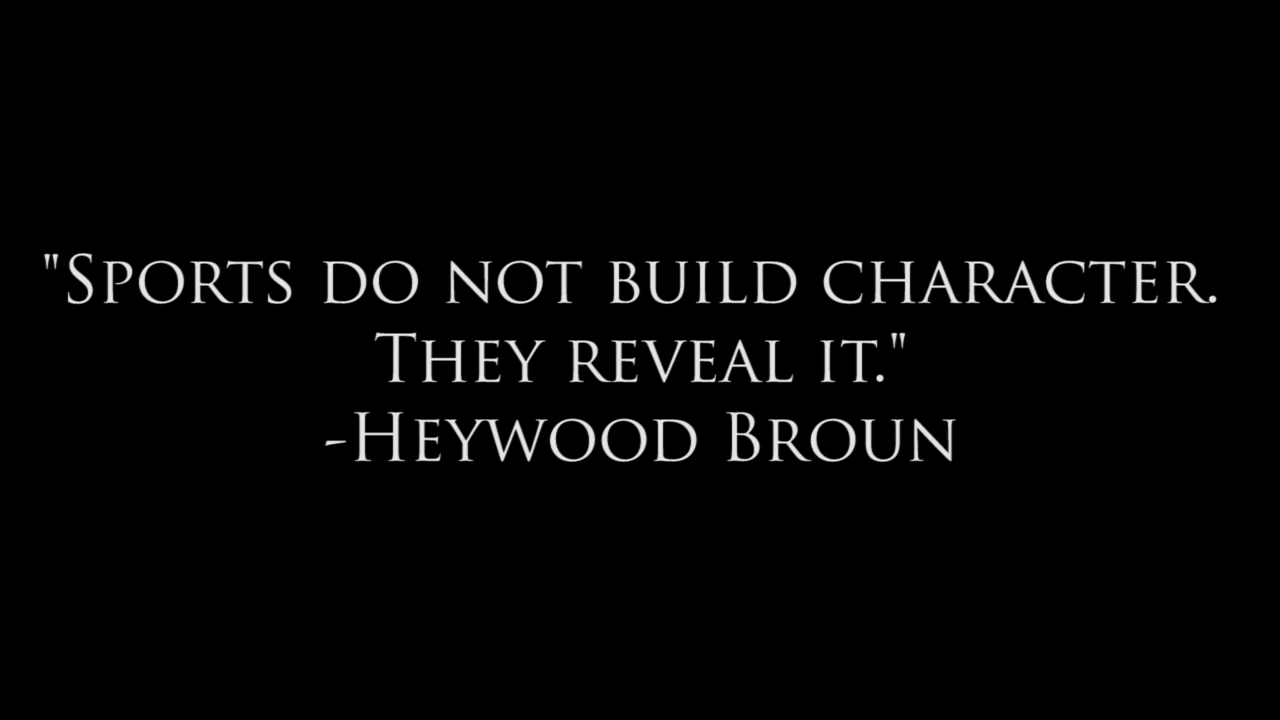 "Sports do not build character.
They reveal it."
-Heywood Broun